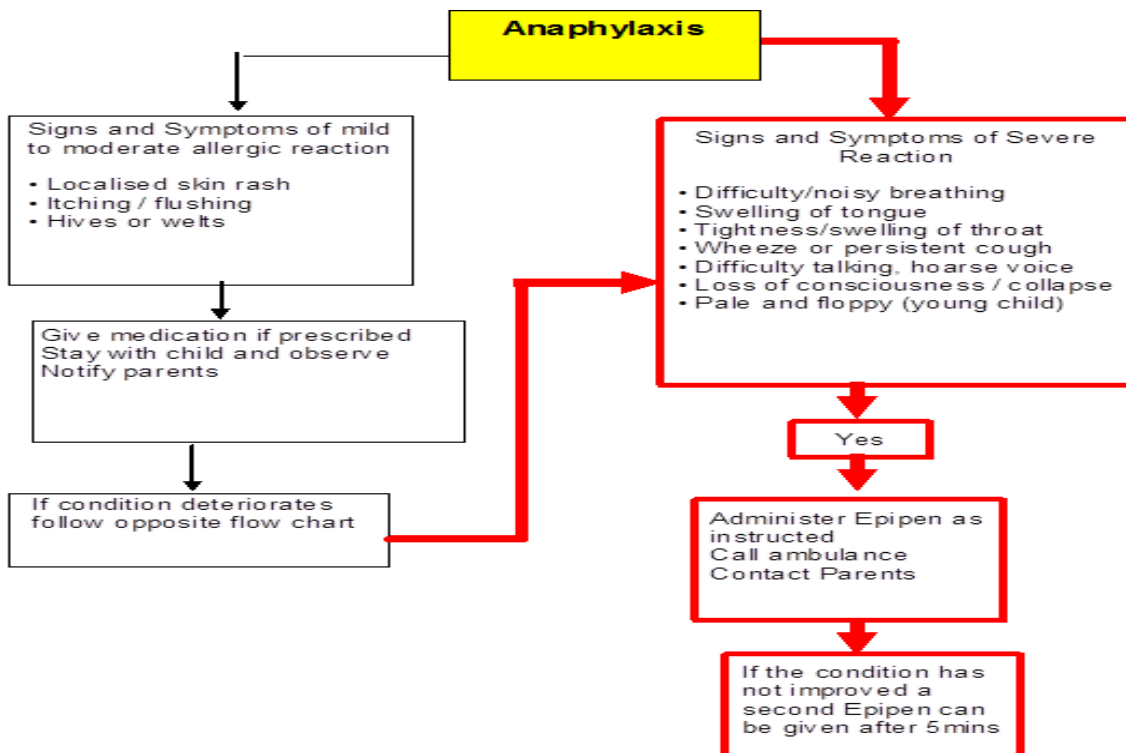 Anaphylaxis
Signs and Symptoms of mild
to moderate allergic reaction
• Localised skin rash
• Itching / flushing
• Hives or welts
Give medication if prescribed
Stay with child and observe
Notify parents
If condition deteriorates
follow opposite flow chart
Signs and Symptoms of Severe
Reaction
• Difficulty/noisy breathing
• Swelling of tongue
• Tightness/swelling of throat
• Wheeze or persistent cough
• Difficulty talking, hoarse voice
• Loss of consciousness / collapse
• Pale and floppy (young child)
Yes
Administer Epipen as
instructed
Call ambulance
Contact Parents
If the condition has
not improved a
second Epipen can
be given after 5mins